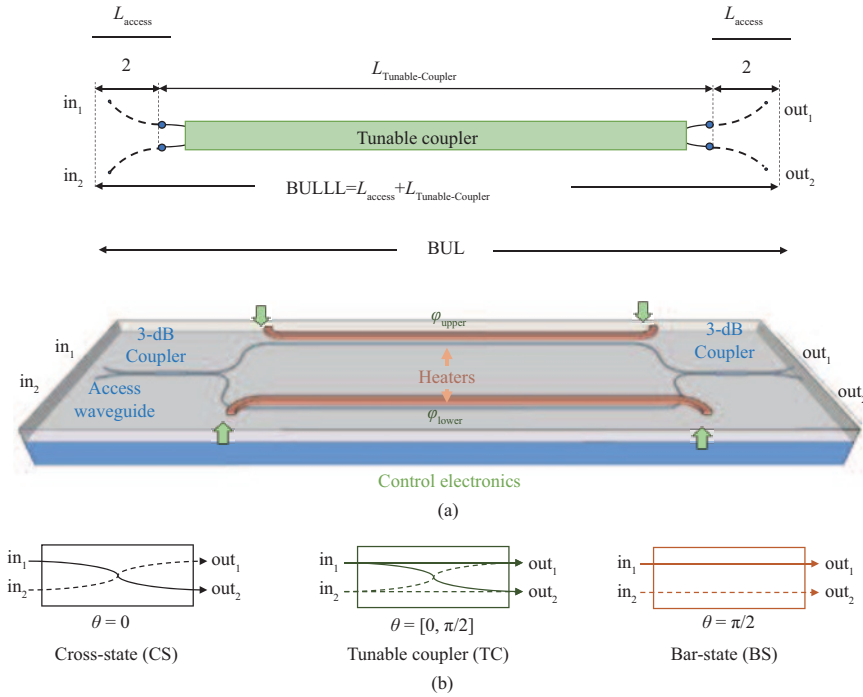 L_access
L_access
2
L_Tunable-Coupler
2
in₁
out₁
Tunable coupler
in₂
out₂
BULLL=L_access+L_Tunable-Coupler
BUL
φ_upper
3-dB
Coupler
3-dB
Coupler
in₁
out₁
in₂
Heaters
Access
waveguide
out₂
φ_lower
Control electronics
(a)
in₁ out₁ in₁ out₁ in₁ out₁
in₂ out₂ in₂ out₂ in₂ out₂
θ = 0 θ = [0, π/2] θ = π/2
Cross-state (CS) Tunable coupler (TC) Bar-state (BS)
(b)